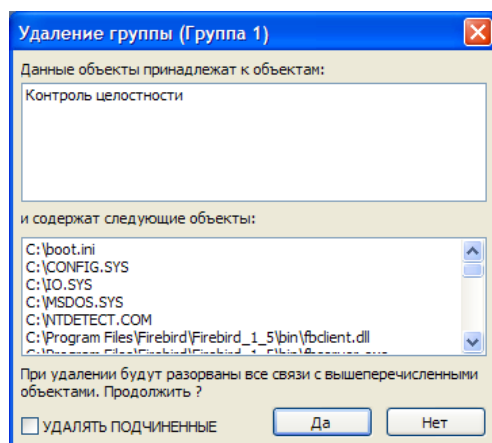 Удаление группы (Группа 1)
Данные объекты принадлежат к объектам:
Контроль целостности
и содержат следующие объекты:
C:\boot.ini
C:\CONFIG.SYS
C:\IO.SYS
C:\MSDOS.SYS
C:\NTDETECT.COM
C:\Program Files\Firebird\Firebird_1_5\bin\fbclient.dll
При удалении будут разорваны все связи с вышеперечисленными
объектами. Продолжить ?
УДАЛЯТЬ ПОДЧИНЕННЫЕ
Да
Нет